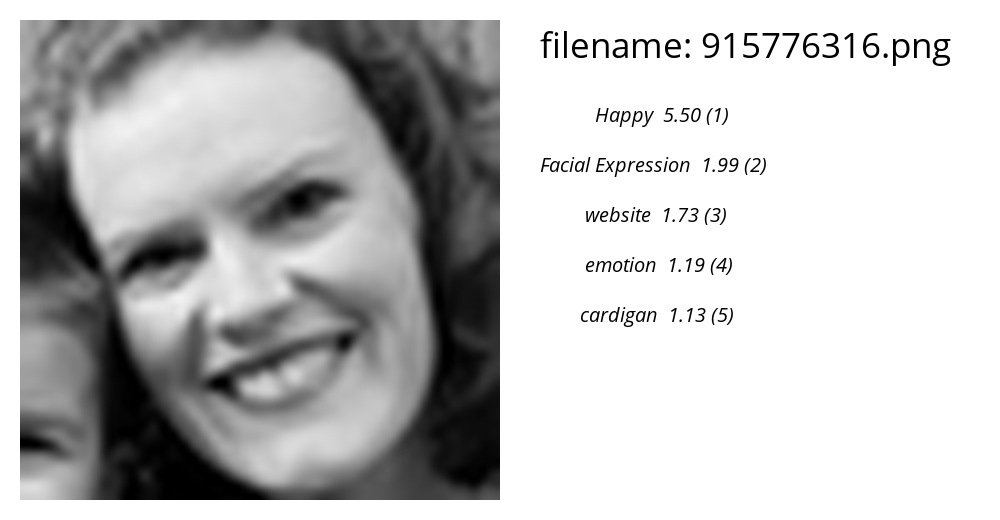 filename: 915776316.png
Happy 5.50 (1)
Facial Expression 1.99 (2)
website 1.73 (3)
emotion 1.19 (4)
cardigan 1.13 (5)